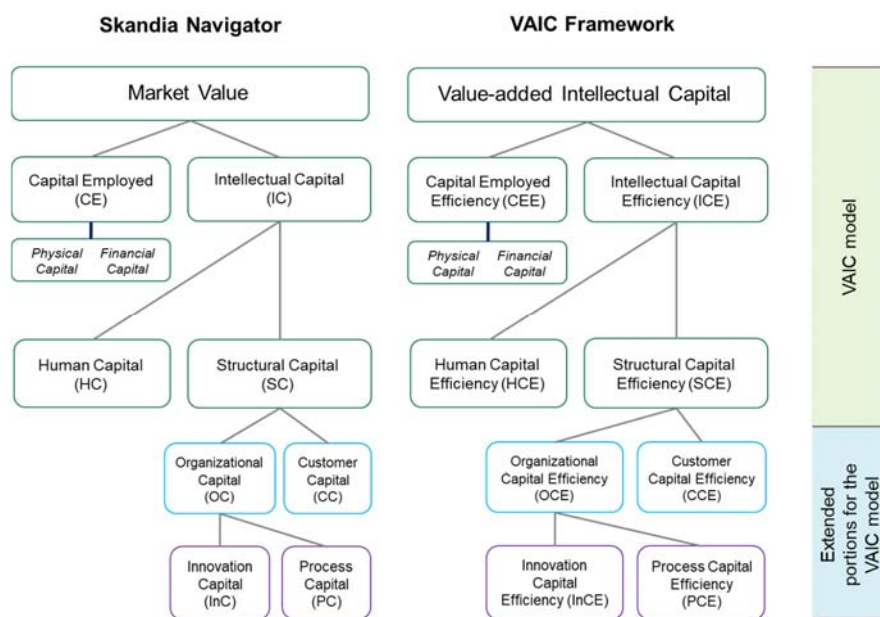 Skandia Navigator
VAIC Framework
Market Value
Value-added Intellectual Capital
Capital Employed
(CE)
Intellectual Capital
(IC)
Capital Employed
Efficiency (CEE)
Intellectual Capital
Efficiency (ICE)
Physical
Capital
Financial
Capital
Physical
Capital
Financial
Capital
VAIC model
Human Capital
(HC)
Structural Capital
(SC)
Human Capital
Efficiency (HCE)
Structural Capital
Efficiency (SCE)
Organizational
Capital
(OC)
Customer
Capital
(CC)
Organizational
Capital Efficiency
(OCE)
Customer
Capital Efficiency
(CCE)
Extended
portions for the
VAIC model
Innovation
Capital
(InC)
Process
Capital
(PC)
Innovation
Capital
Efficiency (InCE)
Process Capital
Efficiency
(PCE)